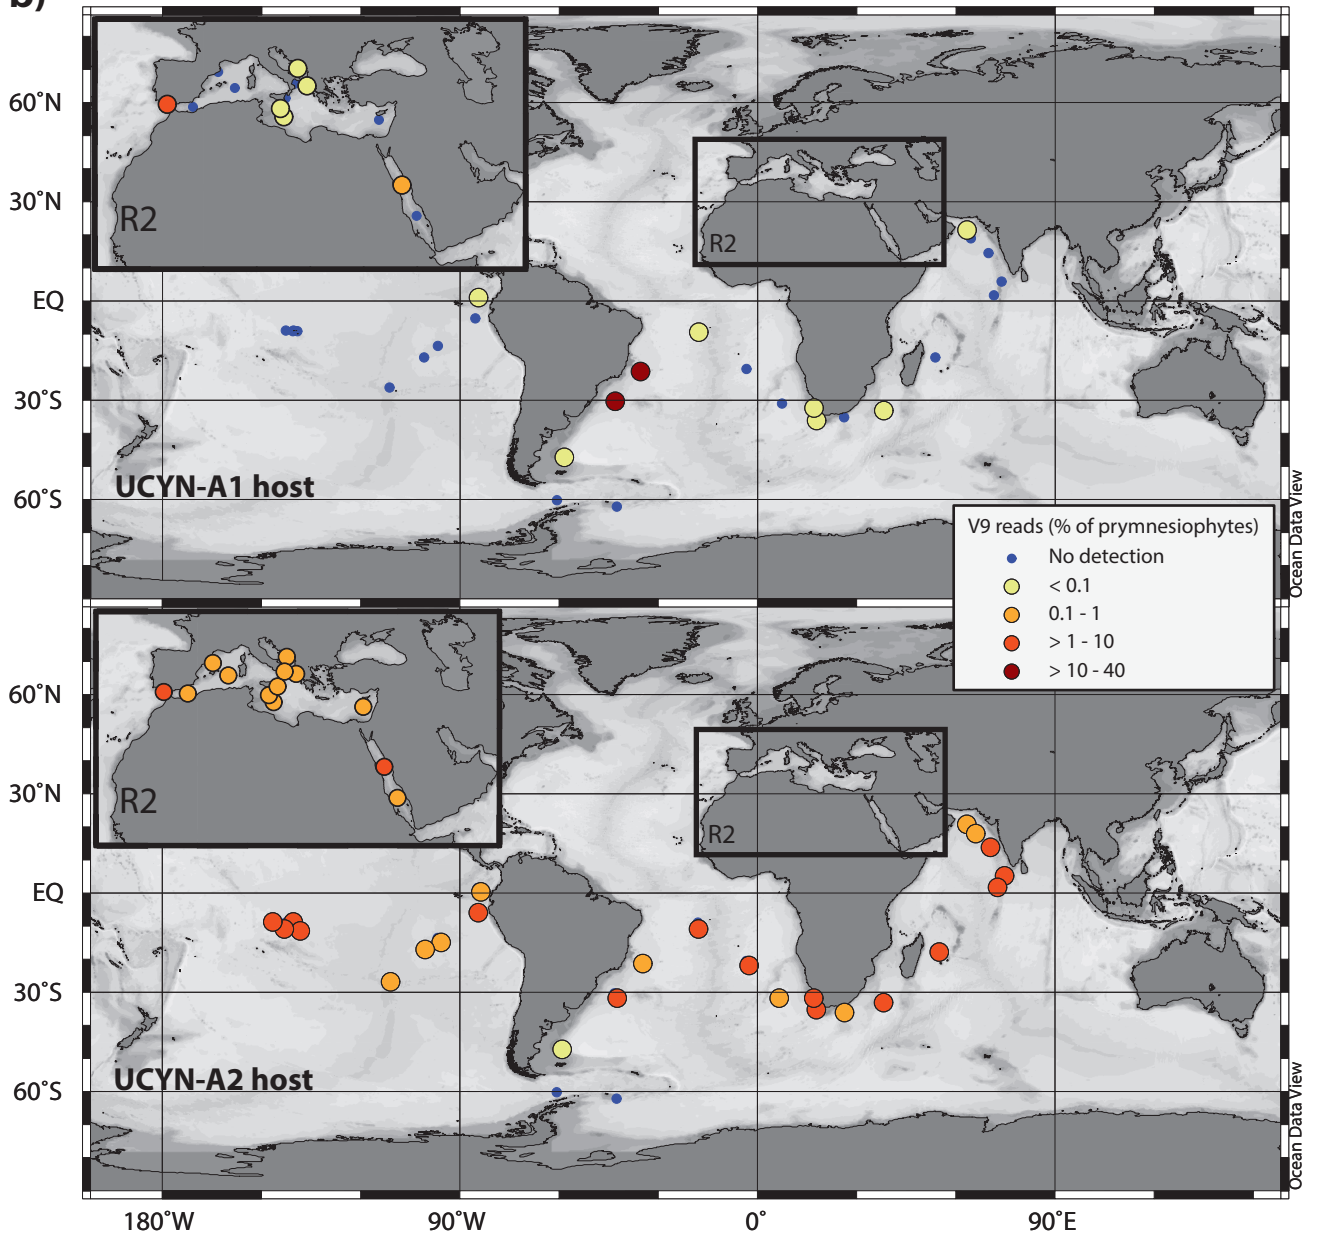 b)
60°N
30°N
EQ
30°S
60°S
R2
R2
UCYN-A1 host
Ocean Data View
V9 reads (% of prymnesiophytes)
No detection
< 0.1
0.1 - 1
> 1 - 10
> 10 - 40
60°N
30°N
EQ
30°S
60°S
R2
R2
UCYN-A2 host
Ocean Data View
180°W
90°W
0°
90°E